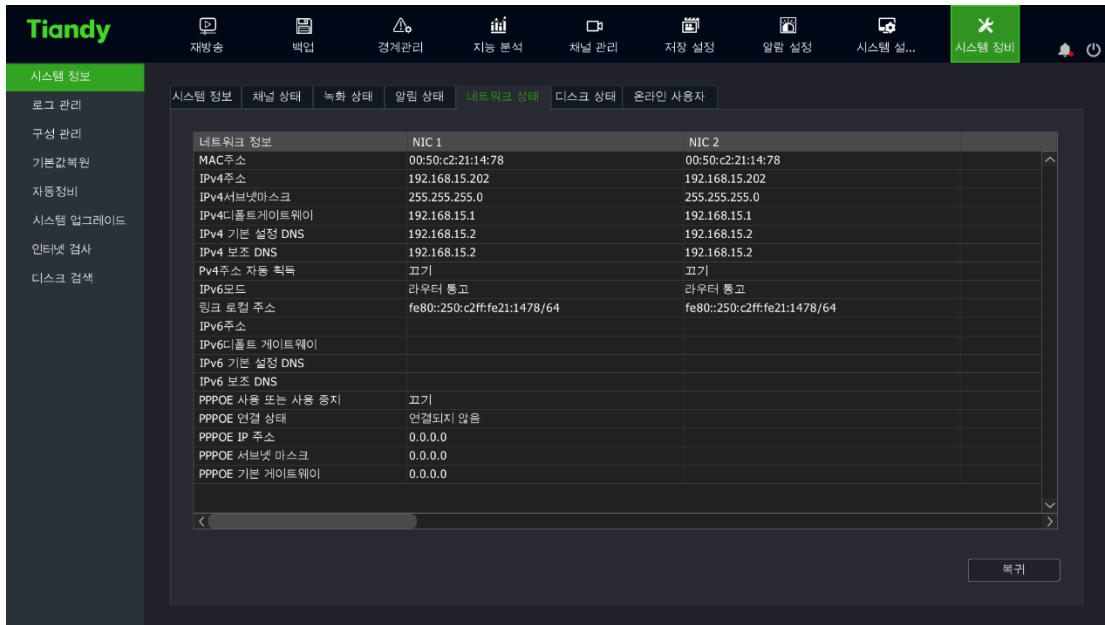 Tiandy
재방송 백업 경계관리 지능 분석 채널 관리 저장 설정 알람 설정 시스템 설... 시스템 정비
시스템 정보
로그 관리
구성 관리
기본값복원
자동정비
시스템 업그레이드
인터넷 검사
디스크 검색
시스템 정보 채널 상태 녹화 상태 알림 상태 네트워크 상태 디스크 상태 온라인 사용자
네트워크 정보 NIC 1 NIC 2
MAC주소 00:50:c2:21:14:78 00:50:c2:21:14:78
IPv4주소 192.168.15.202 192.168.15.202
IPv4서브넷마스크 255.255.255.0 255.255.255.0
IPv4디폴트게이트웨이 192.168.15.1 192.168.15.1
IPv4 기본 설정 DNS 192.168.15.2 192.168.15.2
IPv4 보조 DNS 192.168.15.2 192.168.15.2
Pv4주소 자동 획득 끄기 끄기
IPv6모드 라우터 통고 라우터 통고
링크 로컬 주소 fe80::250:c2ff:fe21:1478/64 fe80::250:c2ff:fe21:1478/64
IPv6주소
IPv6디폴트 게이트웨이
IPv6 기본 설정 DNS
IPv6 보조 DNS
PPPOE 사용 또는 사용 중지 끄기
PPPOE 연결 상태 연결되지 않음
PPPOE IP 주소 0.0.0.0
PPPOE 서브넷 마스크 0.0.0.0
PPPOE 기본 게이트웨이 0.0.0.0
복귀